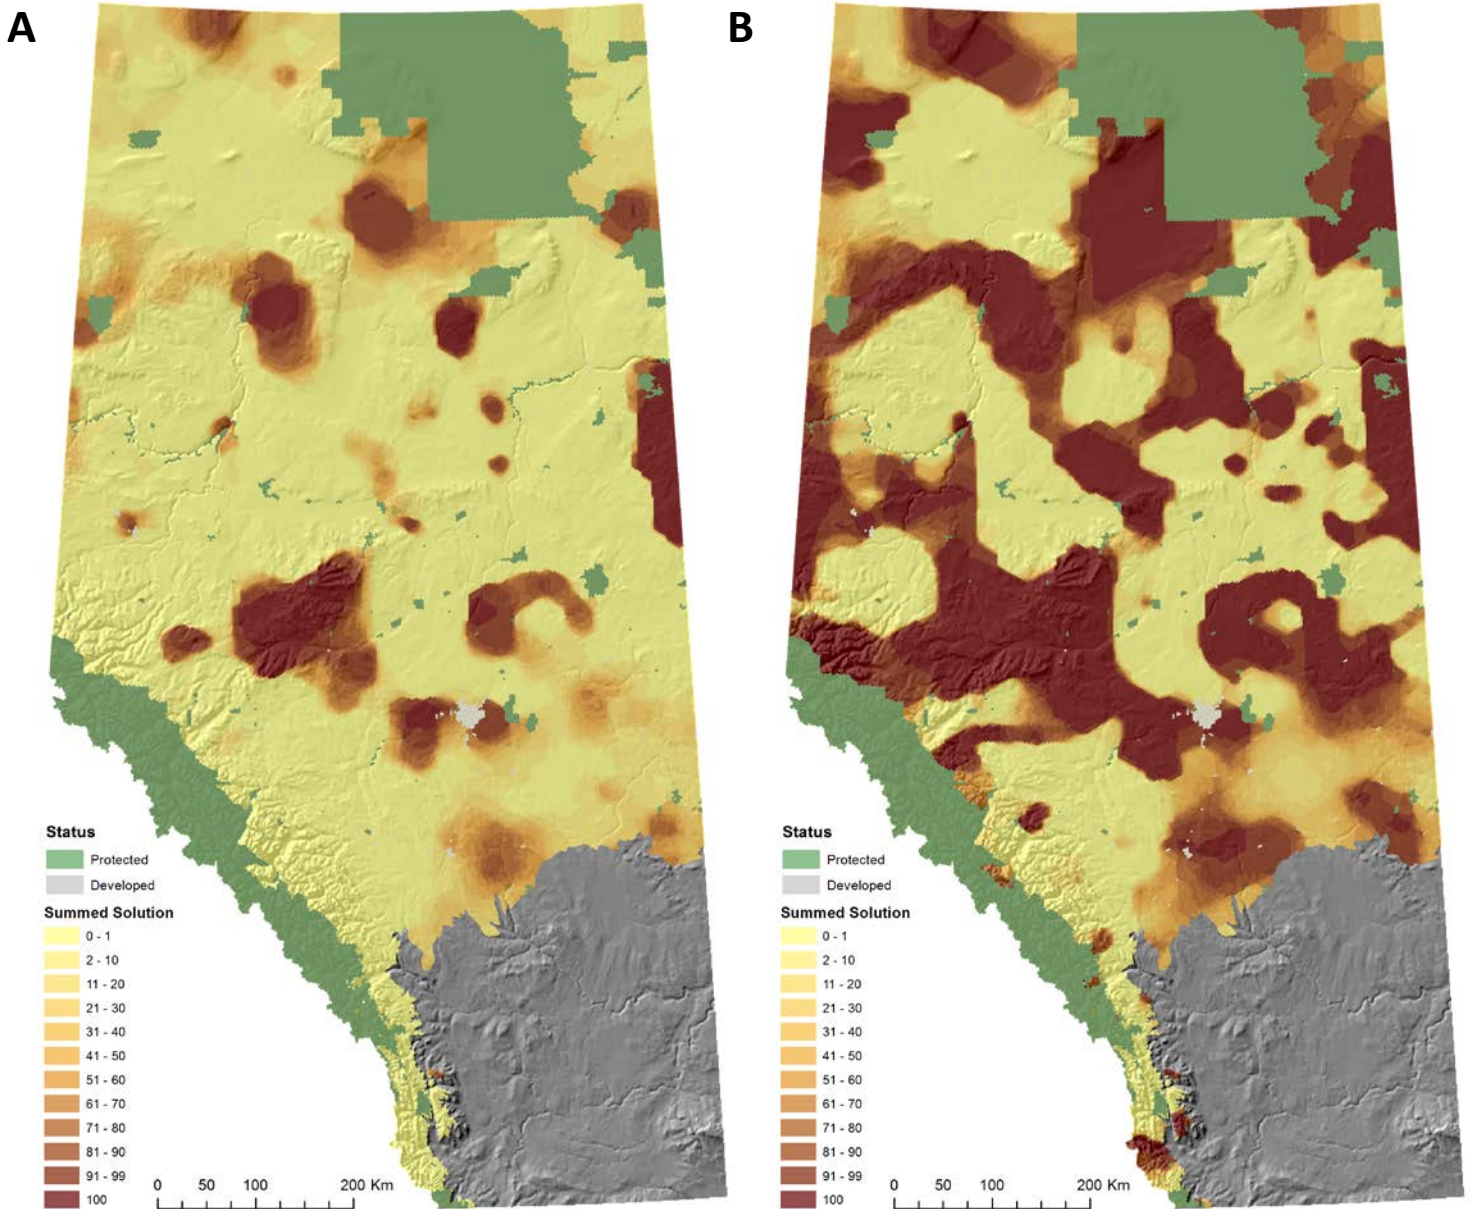 A
Status
Protected
Developed
Summed Solution
0 - 1
2 - 10
11 - 20
21 - 30
31 - 40
41 - 50
51 - 60
61 - 70
71 - 80
81 - 90
91 - 99
100
0 50 100 200 Km
B
Status
Protected
Developed
Summed Solution
0 - 1
2 - 10
11 - 20
21 - 30
31 - 40
41 - 50
51 - 60
61 - 70
71 - 80
81 - 90
91 - 99
100
0 50 100 200 Km